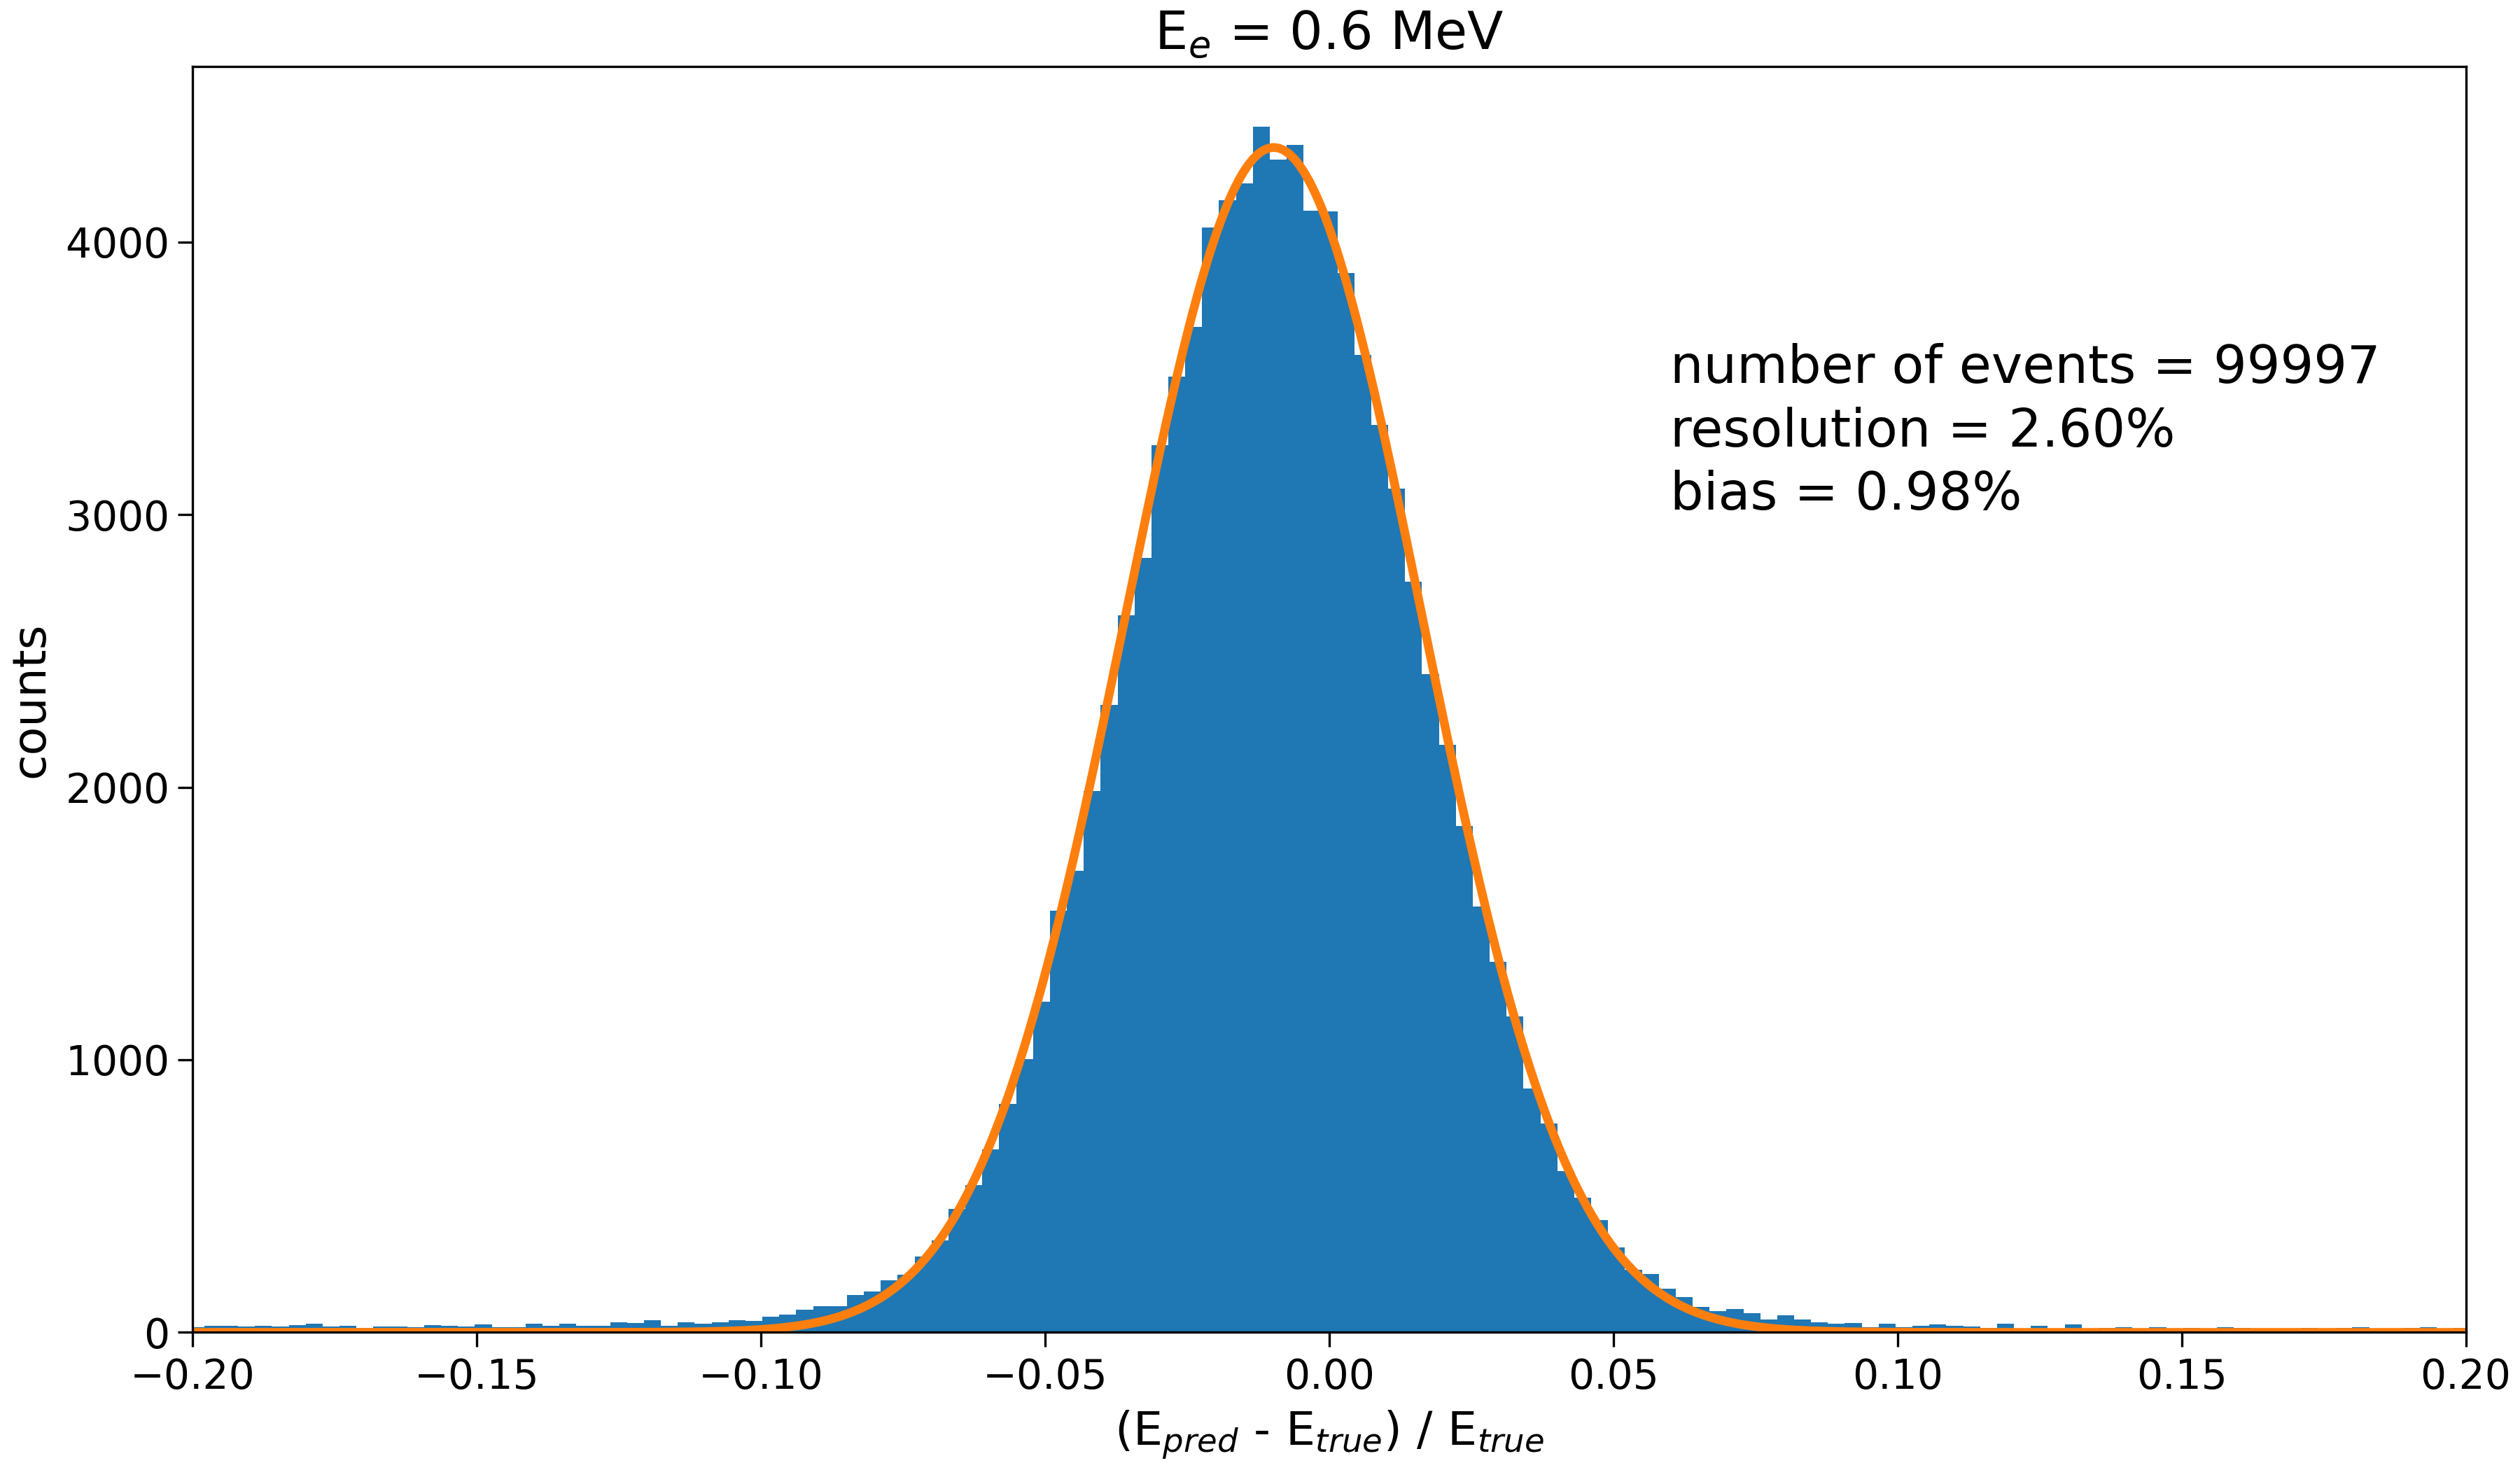 E_e = 0.6 MeV
number of events = 99997
resolution = 2.60%
bias = 0.98%
counts
4000
3000
2000
1000
0
−0.20 −0.15 −0.10 −0.05 0.00 0.05 0.10 0.15 0.20
(E_pred - E_true) / E_true